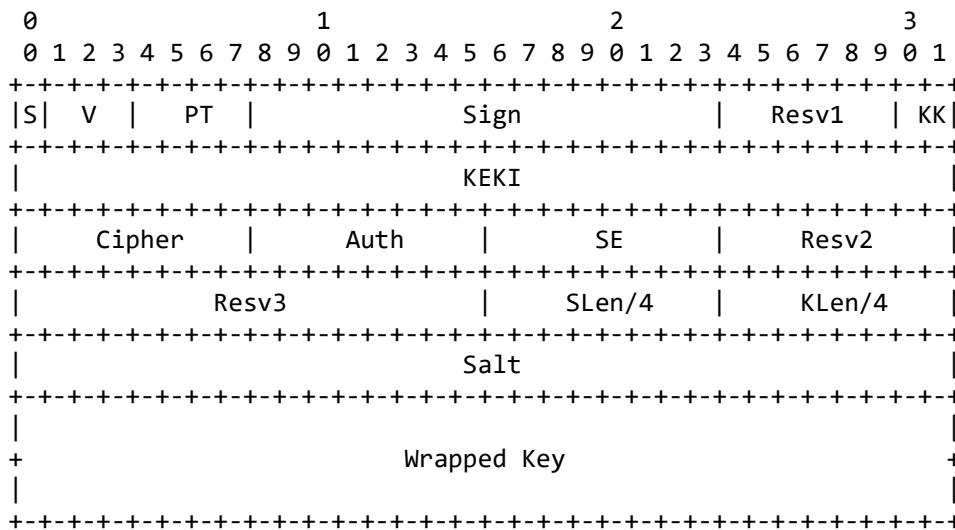 0                   1                   2                   3
 0 1 2 3 4 5 6 7 8 9 0 1 2 3 4 5 6 7 8 9 0 1 2 3 4 5 6 7 8 9 0 1
+-+-+-+-+-+-+-+-+-+-+-+-+-+-+-+-+-+-+-+-+-+-+-+-+-+-+-+-+-+-+-+-+
|S|  V  |   PT  |              Sign             |   Resv1   | KK|
+-+-+-+-+-+-+-+-+-+-+-+-+-+-+-+-+-+-+-+-+-+-+-+-+-+-+-+-+-+-+-+-+
|                              KEKI                             |
+-+-+-+-+-+-+-+-+-+-+-+-+-+-+-+-+-+-+-+-+-+-+-+-+-+-+-+-+-+-+-+-+
|     Cipher    |      Auth     |       SE      |     Resv2     |
+-+-+-+-+-+-+-+-+-+-+-+-+-+-+-+-+-+-+-+-+-+-+-+-+-+-+-+-+-+-+-+-+
|             Resv3             |     SLen/4    |     KLen/4    |
+-+-+-+-+-+-+-+-+-+-+-+-+-+-+-+-+-+-+-+-+-+-+-+-+-+-+-+-+-+-+-+-+
|                              Salt                             |
+-+-+-+-+-+-+-+-+-+-+-+-+-+-+-+-+-+-+-+-+-+-+-+-+-+-+-+-+-+-+-+-+
|                                                               |
+                          Wrapped Key                          +
|                                                               |
+-+-+-+-+-+-+-+-+-+-+-+-+-+-+-+-+-+-+-+-+-+-+-+-+-+-+-+-+-+-+-+-+